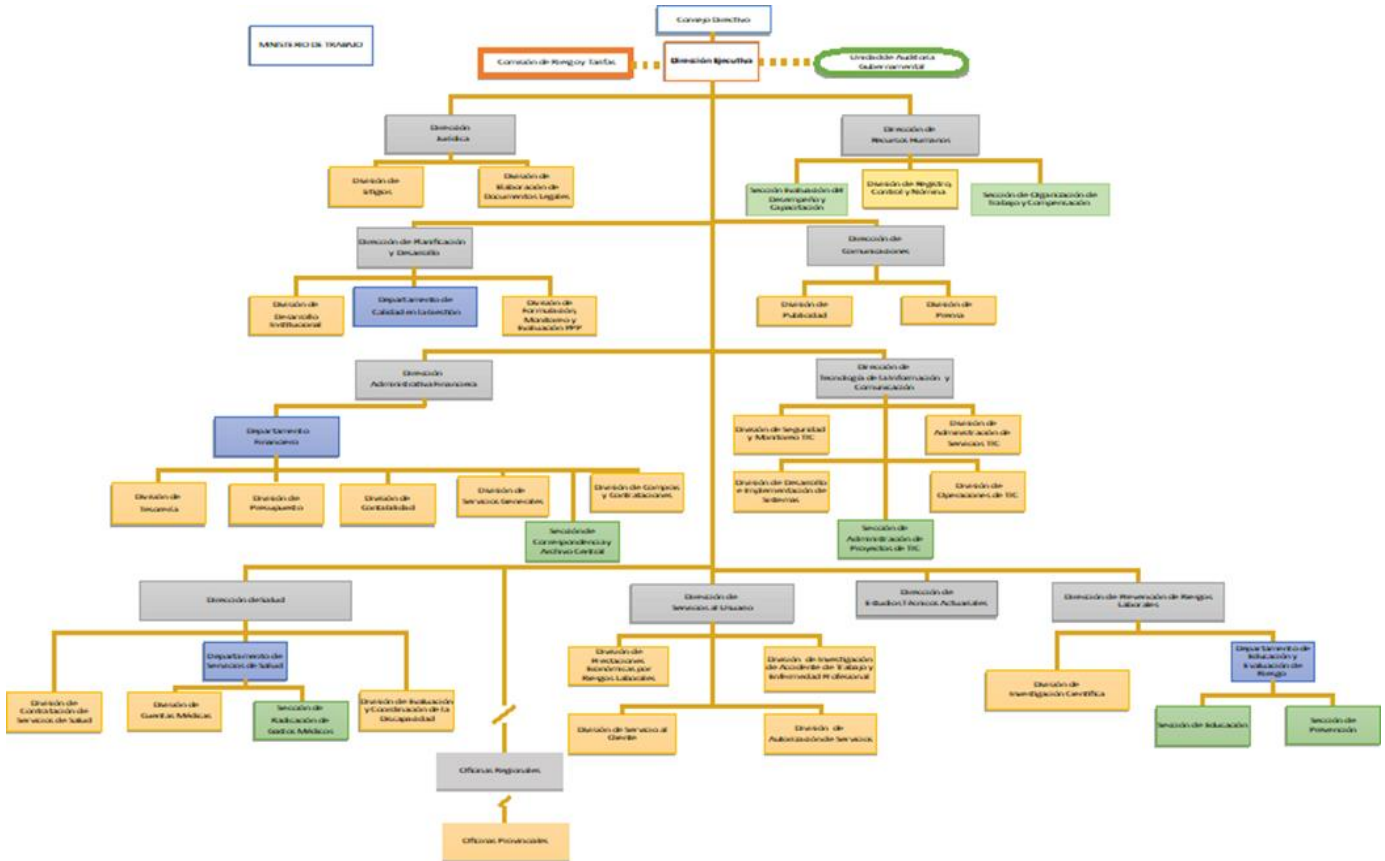 Consejo Directivo
MINISTERIO DE TRABAJO
Comisión de Riesgo y Tarifas
Dirección Ejecutiva
Unidad de Auditoría
Gubernamental
Dirección
Jurídica
Dirección de
Recursos Humanos
División de
Litigios
División de
Elaboración de
Documentos Legales
Sección Evaluación del
Desempeño y
Capacitación
División de Registro,
Control y Nómina
Sección de Organización de
Trabajo y Compensación
Dirección de Planificación
y Desarrollo
Dirección de
Comunicaciones
División de
Desarrollo
Institucional
Departamento de
Calidad en la Gestión
División de
Formulación,
Monitoreo y
Evaluación PPP
División de
Publicidad
División de
Prensa
Dirección
Administrativa Financiera
Dirección de
Tecnología de la Información y
Comunicación
Departamento
Financiero
División de Seguridad
y Monitoreo TIC
División de
Administración de
Servicios TIC
División de
Tesorería
División de
Presupuesto
División de
Contabilidad
División de
Servicios Generales
División de Compras
y Contrataciones
División de Desarrollo
e Implementación de
Sistemas
División de
Operaciones de TIC
Sección de
Correspondencia y
Archivo Central
Sección de
Administración de
Proyectos de TIC
Dirección de Salud
Dirección de
Servicios al Usuario
Dirección de
Estudios Técnicos Actuariales
Dirección de Prevención de Riesgos
Laborales
Departamento de
Servicios de Salud
División de
Prestaciones
Económicas por
Riesgos Laborales
División de Investigación
de Accidente de Trabajo y
Enfermedad Profesional
Departamento de
Educación y
Evaluación de
Riesgo
División de
Contratación de
Servicios de Salud
División de
Cuentas Médicas
Sección de
Radicación de
Gastos Médicos
División de Evaluación
y Coordinación de la
Discapacidad
División de
Investigación Científica
División de Servicio al
Cliente
División de
Autorización de Servicios
Sección de Educación
Sección de
Prevención
Oficinas Regionales
Oficinas Provinciales